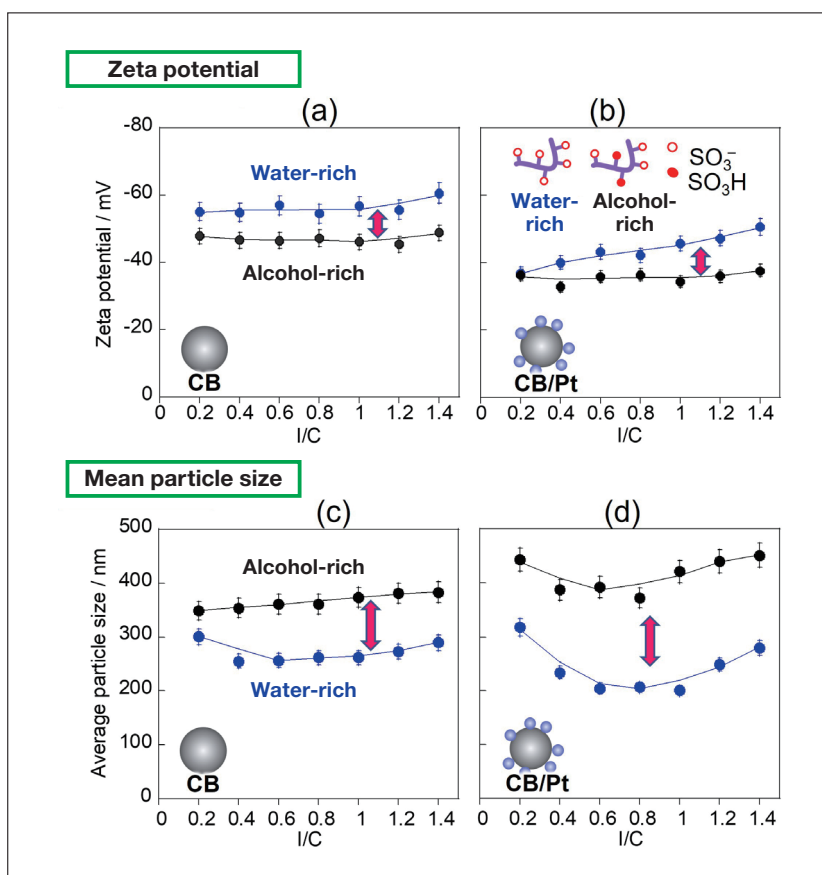 Zeta potential
(a)
(b)
Zeta potential / mV
-80
-60
-40
-20
0
Water-rich
Alcohol-rich
CB
0 0.2 0.4 0.6 0.8 1 1.2 1.4
I/C
SO₃⁻
SO₃H
Water-
rich
Alcohol-
rich
CB/Pt
0 0.2 0.4 0.6 0.8 1 1.2 1.4
I/C
Mean particle size
(c)
(d)
Average particle size / nm
500
400
300
200
100
0
Alcohol-rich
Water-rich
CB
0 0.2 0.4 0.6 0.8 1 1.2 1.4
I/C
CB/Pt
0 0.2 0.4 0.6 0.8 1 1.2 1.4
I/C